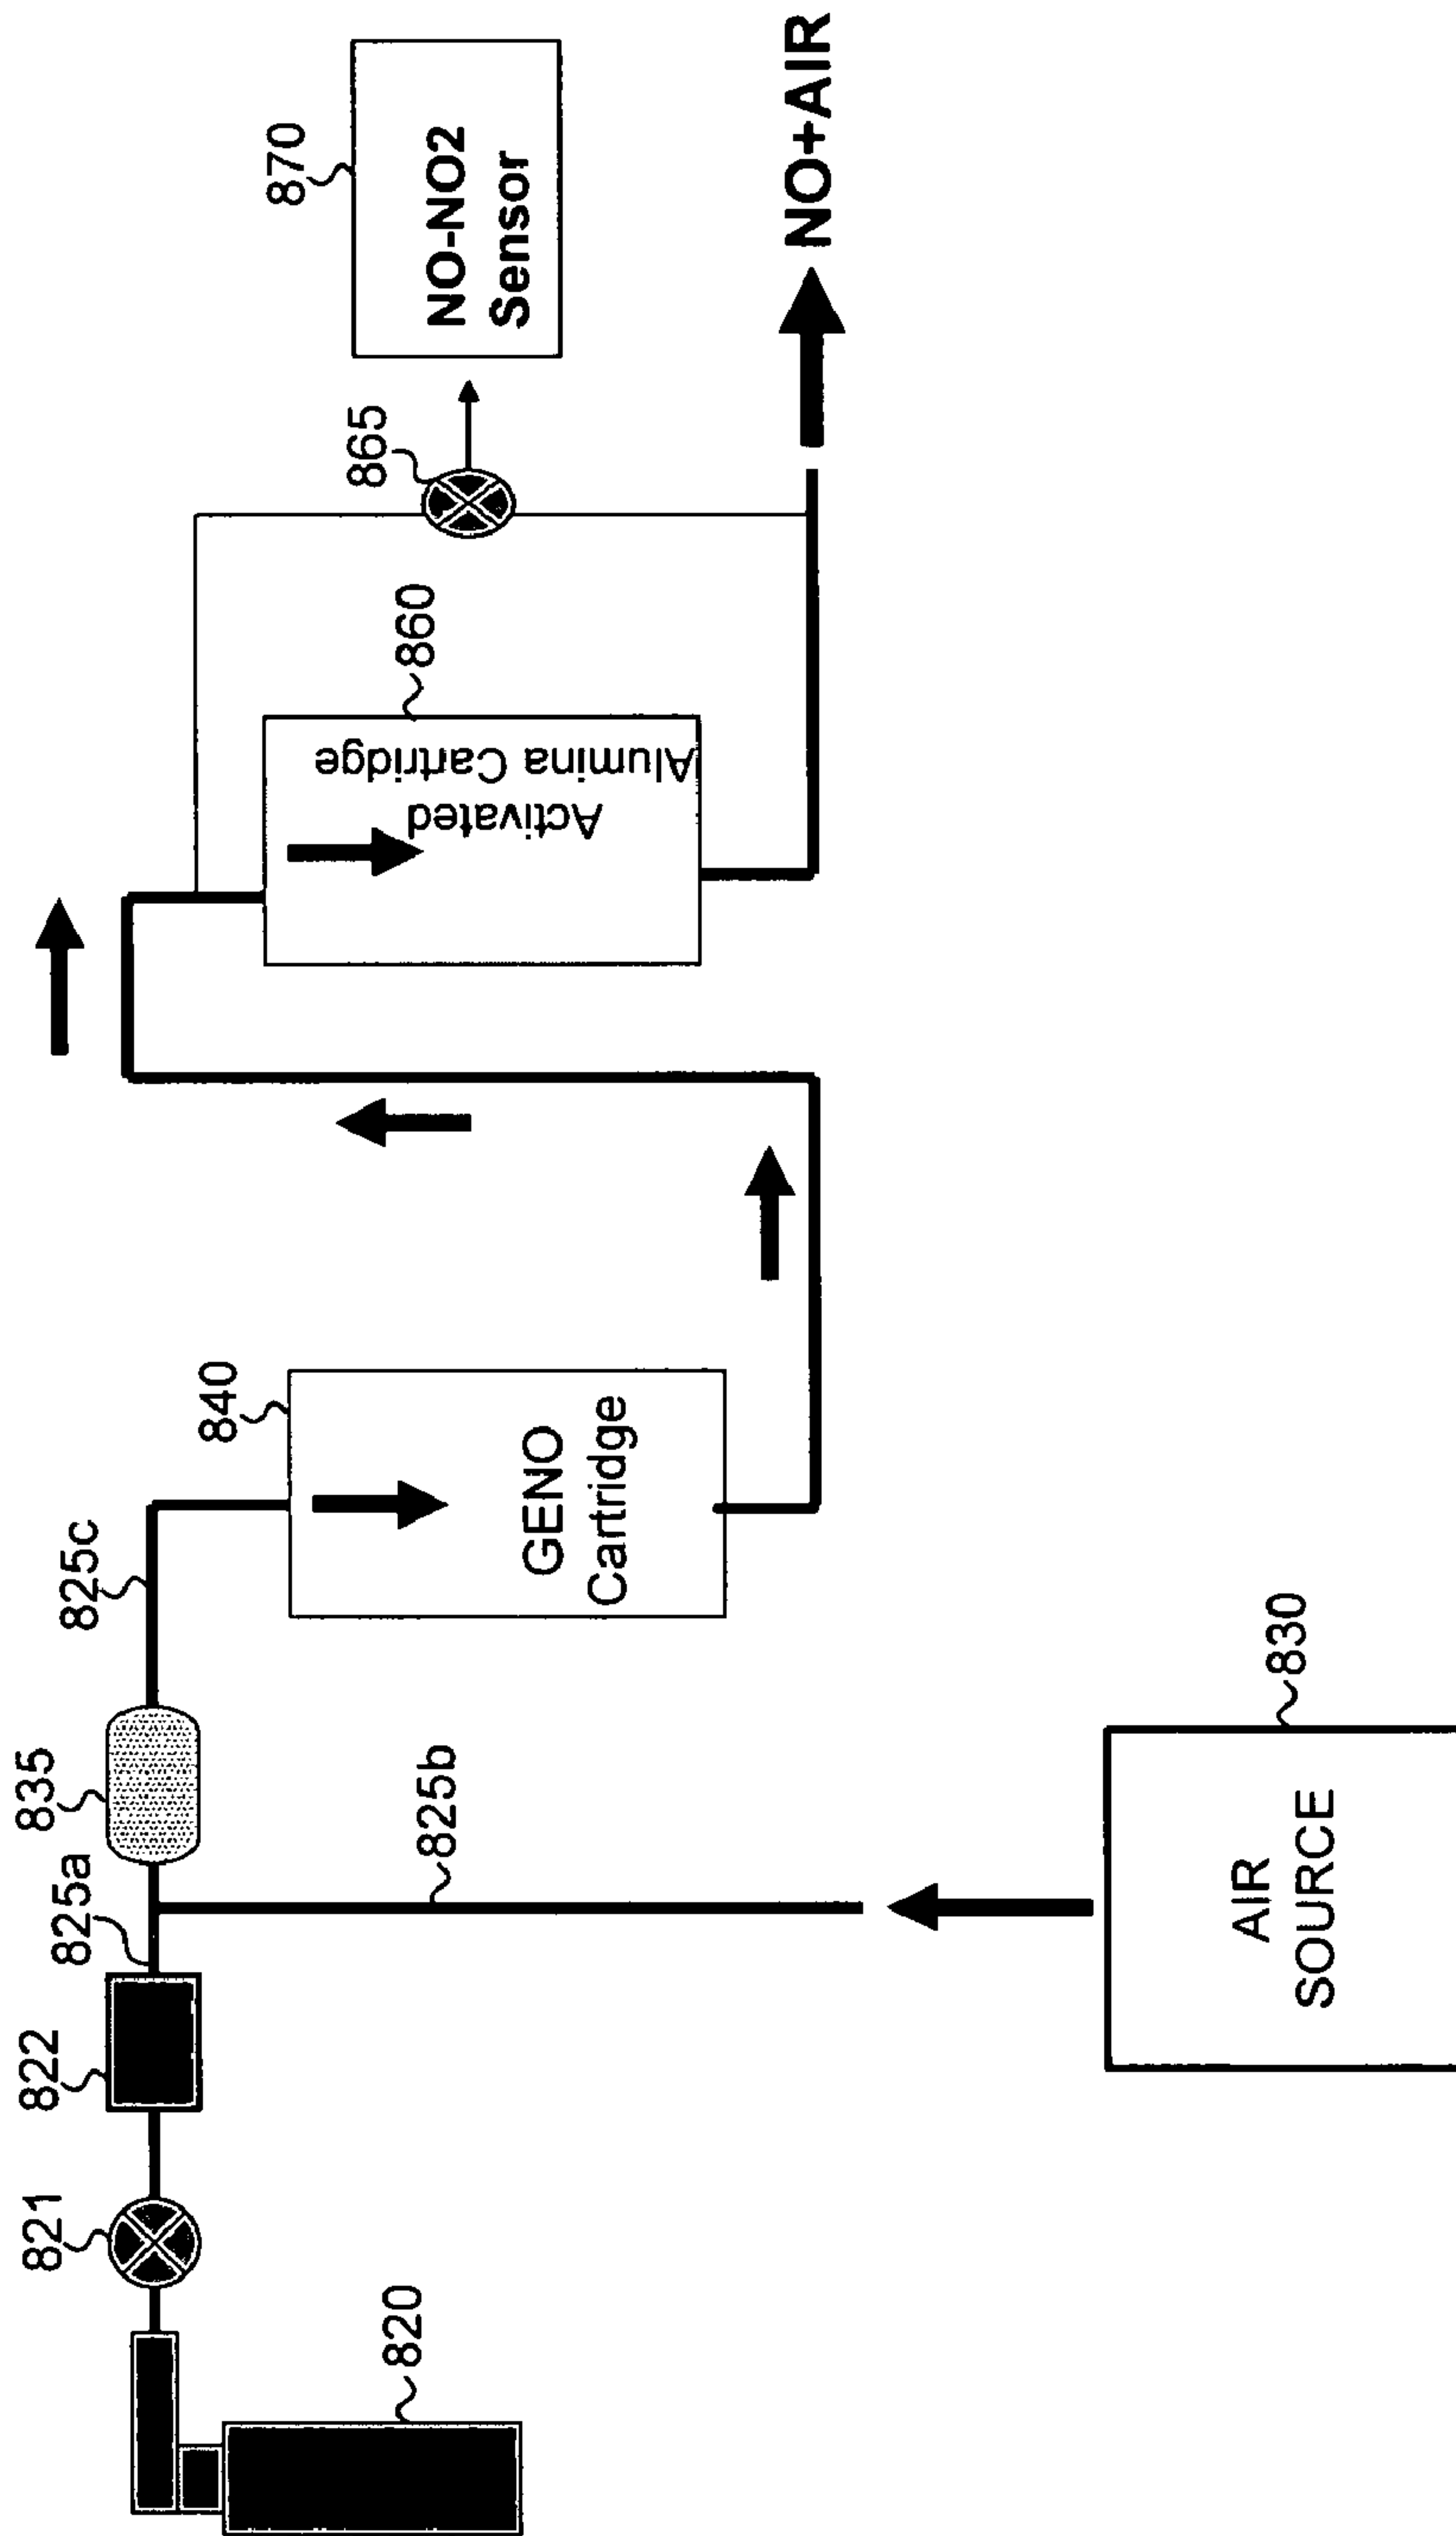 820
821
822
825a
835
825b
825c
AIR
SOURCE
830
840
GENO
Cartridge
Activated
Alumina Cartridge
860
865
870
NO-NO2
Sensor
NO+AIR